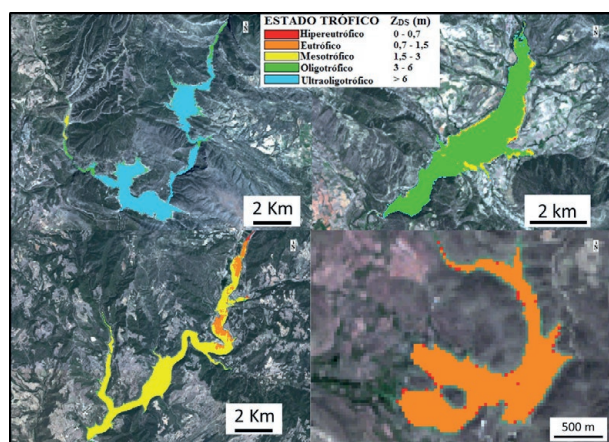 ESTADO TRÓFICO Z_DS (m)
Hipereutrófico 0 - 0,7
Eutrófico 0,7 - 1,5
Mesotrófico 1,5 - 3
Oligotrófico 3 - 6
Ultraoligotrófico > 6
2 Km
2 km
2 Km
500 m